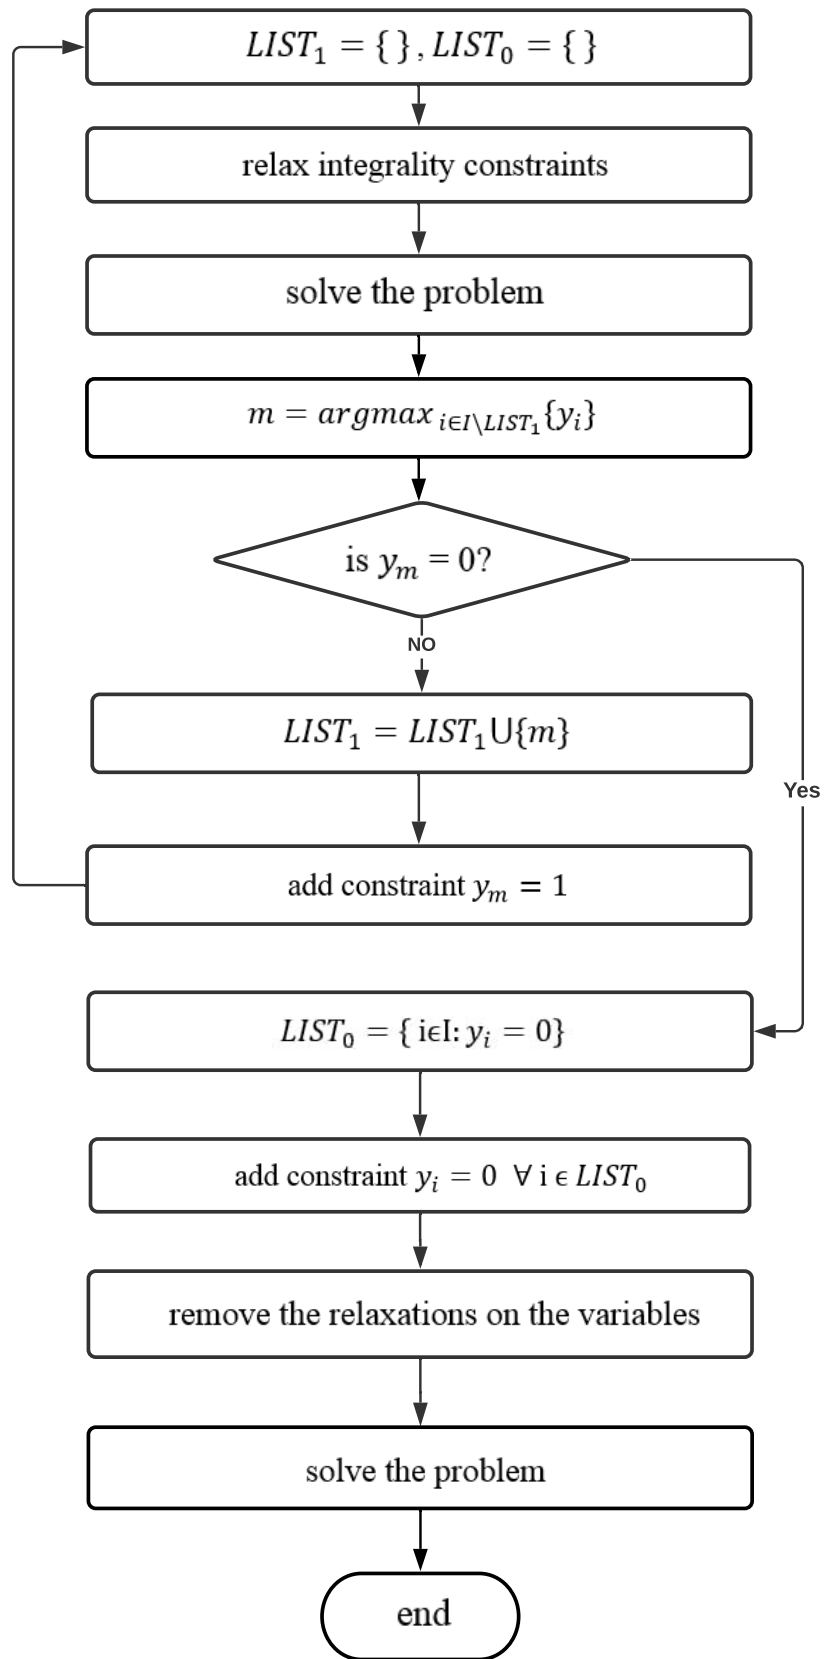 LIST₁ = { }, LIST₀ = { }
relax integrality constraints
solve the problem
m = argmax i∈I\LIST₁{yᵢ}
is yₘ = 0?
NO
LIST₁ = LIST₁⋃{m}
Yes
add constraint yₘ = 1
LIST₀ = { iϵI: yᵢ = 0}
add constraint yᵢ = 0 ∀ i ϵ LIST₀
remove the relaxations on the variables
solve the problem
end